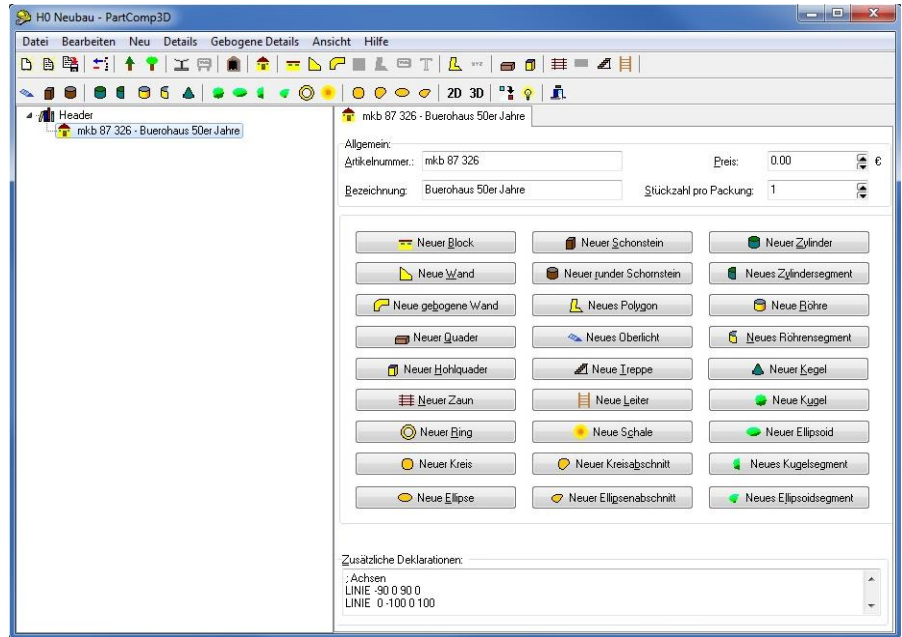 H0 Neubau - PartComp3D
Datei Bearbeiten Neu Details Gebogene Details Ansicht Hilfe
2D 3D
Header
mkb 87 326 - Buerohaus 50er Jahre
mkb 87 326 - Buerohaus 50er Jahre
Allgemein:
Artikelnummer.: mkb 87 326 Preis: 0.00 €
Bezeichnung: Buerohaus 50er Jahre Stückzahl pro Packung: 1
Neuer Block Neuer Schonstein Neuer Zylinder
Neue Wand Neuer runder Schornstein Neues Zylindersegment
Neue gebogene Wand Neues Polygon Neue Röhre
Neuer Quader Neues Oberlicht Neues Röhrensegment
Neuer Hohlquader Neue Treppe Neuer Kegel
Neuer Zaun Neue Leiter Neue Kugel
Neuer Ring Neue Schale Neuer Ellipsoid
Neuer Kreis Neuer Kreisabschnitt Neues Kugelsegment
Neue Ellipse Neuer Ellipsenabschnitt Neues Ellipsoidsegment
Zusätzliche Deklarationen:
; Achsen
LINIE -90 0 90 0
LINIE 0 -100 0 100